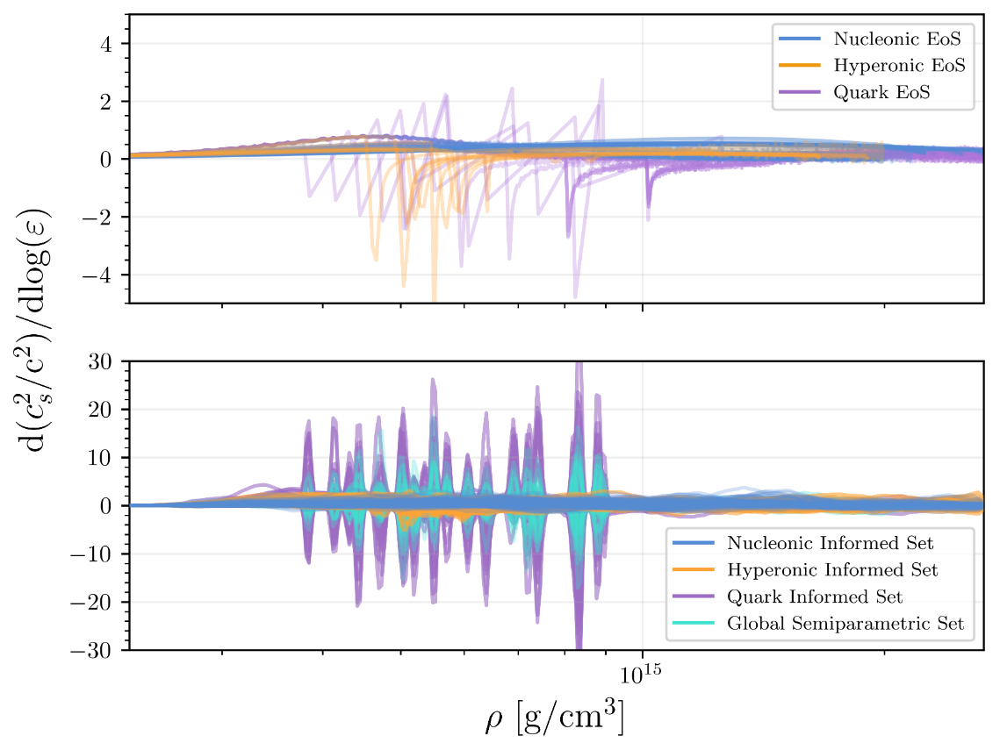 4
2
0
−2
−4
Nucleonic EoS
Hyperonic EoS
Quark EoS
d(c_s^2/c^2)/dlog(ε)
30
20
10
0
−10
−20
−30
Nucleonic Informed Set
Hyperonic Informed Set
Quark Informed Set
Global Semiparametric Set
10^15
ρ [g/cm^3]